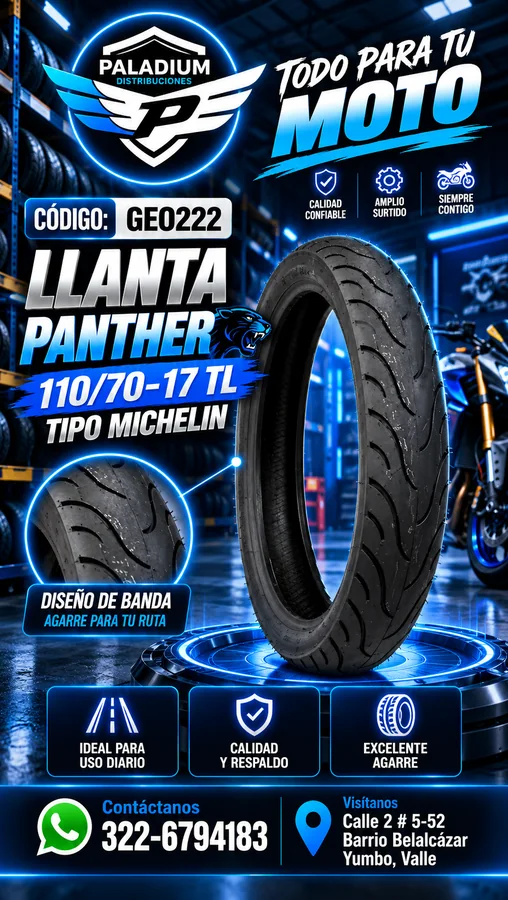 PALADIUM
DISTRIBUCIONES
P
TODO PARA TU
MOTO
CALIDAD
CONFIABLE
AMPLIO
SURTIDO
SIEMPRE
CONTIGO
CÓDIGO: GEO222
LLANTA
PANTHER
110/70-17 TL
TIPO MICHELIN
DISEÑO DE BANDA
AGARRE PARA TU RUTA
IDEAL PARA
USO DIARIO
CALIDAD
Y RESPALDO
EXCELENTE
AGARRE
Contáctanos
322-6794183
Visítanos
Calle 2 # 5-52
Barrio Belalcázar
Yumbo, Valle